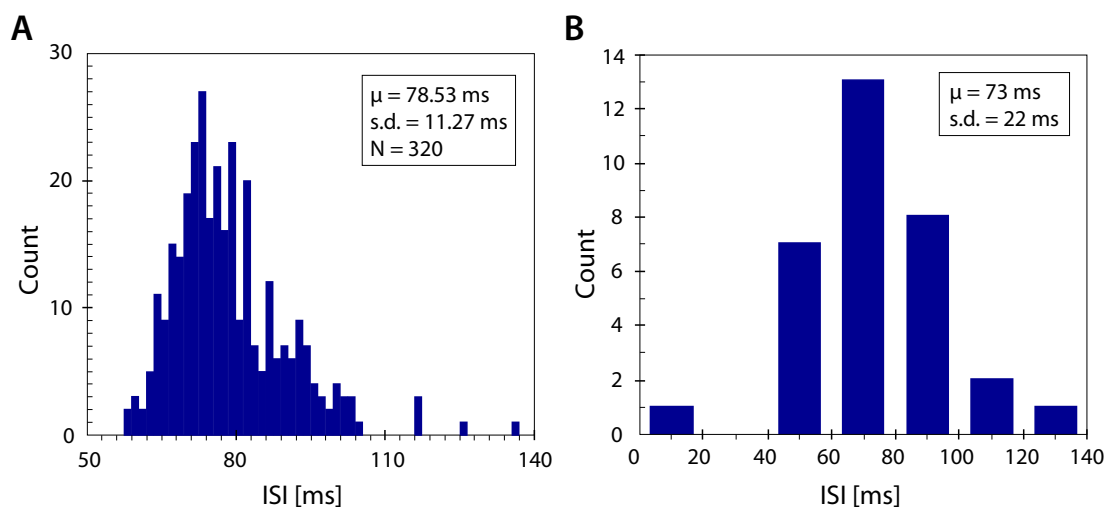 A
30
20
10
0
Count
50
80
110
140
ISI [ms]
μ = 78.53 ms
s.d. = 11.27 ms
N = 320
B
14
12
10
8
6
4
2
0
Count
0
20
40
60
80
100
120
140
ISI [ms]
μ = 73 ms
s.d. = 22 ms